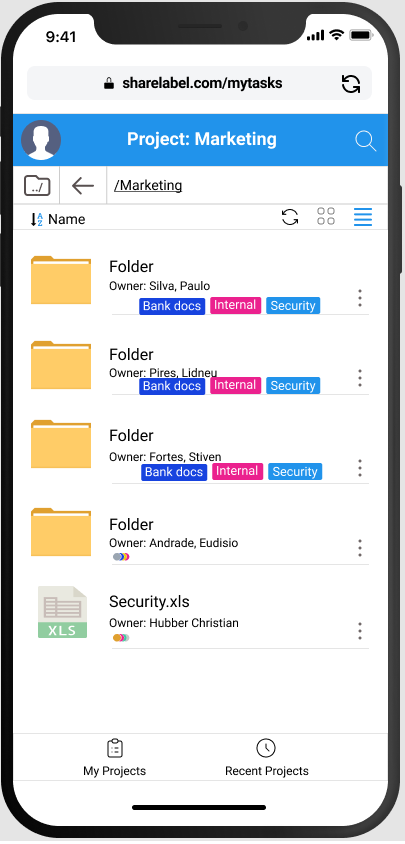 9:41
sharelabel.com/mytasks
Project: Marketing
../
/Marketing
AZ Name
Folder
Owner: Silva, Paulo
Bank docs Internal Security
Folder
Owner: Pires, Lidneu
Bank docs Internal Security
Folder
Owner: Fortes, Stiven
Bank docs Internal Security
Folder
Owner: Andrade, Eudisio
Security.xls
XLS
Owner: Hubber Christian
My Projects Recent Projects